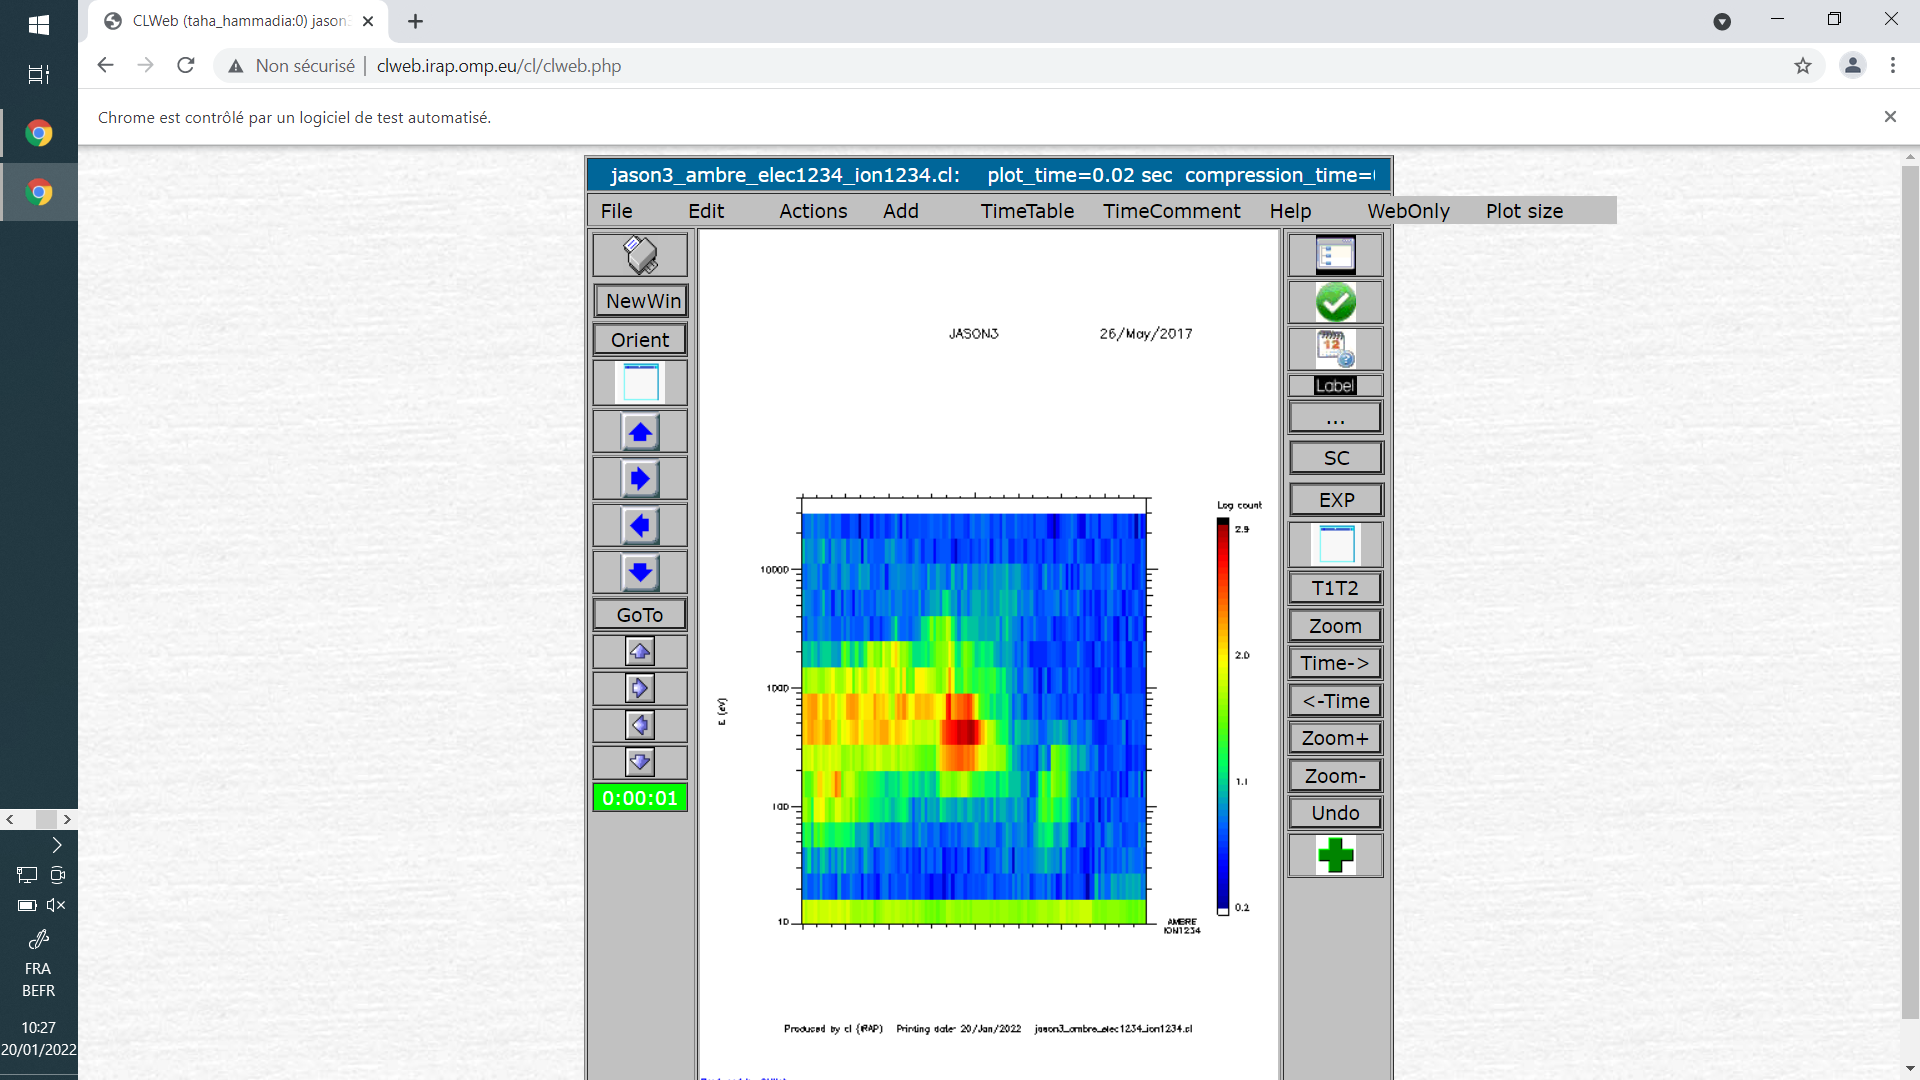 CLWeb (taha_hammadia:0) jason3
Non sécurisé | clweb.irap.omp.eu/cl/clweb.php
Chrome est contrôlé par un logiciel de test automatisé.
jason3_ambre_elec1234_ion1234.cl: plot_time=0.02 sec compression_time=
File Edit Actions Add TimeTable TimeComment Help WebOnly Plot size
NewWin
Orient
GoTo
0:00:01
JASON3 26/May/2017
Log count
2.9
2.0
1.1
0.2
10000
1000
100
10
E (eV)
AMBRE
ION1234
Produced by cl (IRAP) Printing date: 20/Jan/2022 jason3_ambre_elec1234_ion1234.cl
12
Label
...
SC
EXP
T1T2
Zoom
Time->
<-Time
Zoom+
Zoom-
Undo
FRA
BEFR
10:27
20/01/2022